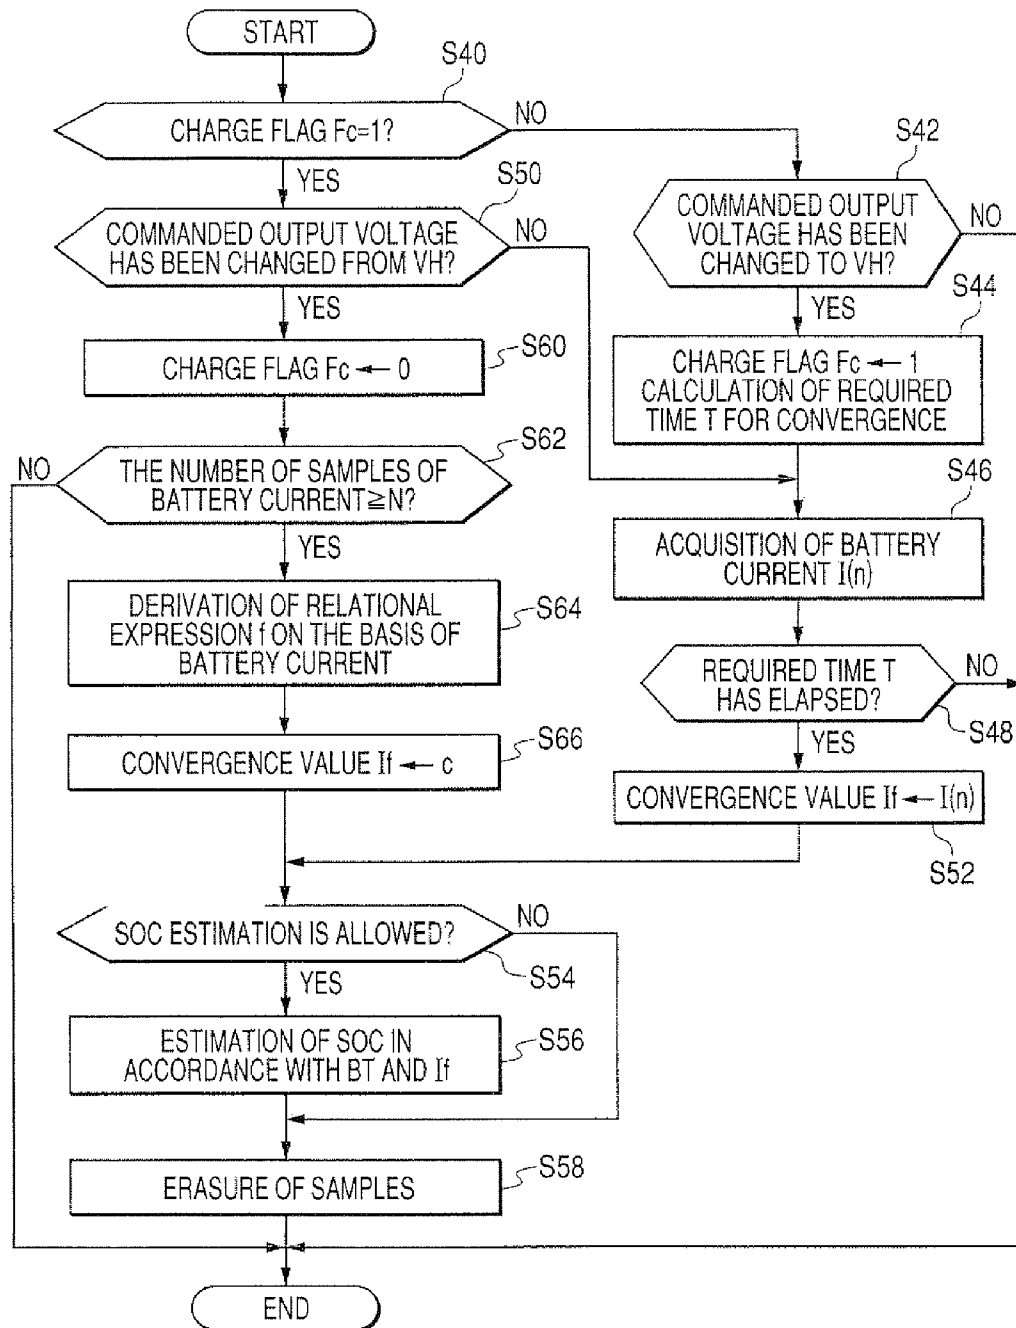 START
S40
CHARGE FLAG Fc=1?
NO
YES
S50
COMMANDED OUTPUT VOLTAGE
HAS BEEN CHANGED FROM VH?
NO
YES
S60
CHARGE FLAG Fc ← 0
S62
NO
THE NUMBER OF SAMPLES OF
BATTERY CURRENT≧N?
YES
DERIVATION OF RELATIONAL
EXPRESSION f ON THE BASIS OF
BATTERY CURRENT
S64
CONVERGENCE VALUE If ← c
S66
S42
COMMANDED OUTPUT
VOLTAGE HAS BEEN
CHANGED TO VH?
NO
YES
S44
CHARGE FLAG Fc ← 1
CALCULATION OF REQUIRED
TIME T FOR CONVERGENCE
S46
ACQUISITION OF BATTERY
CURRENT I(n)
REQUIRED TIME T
HAS ELAPSED?
NO
S48
YES
CONVERGENCE VALUE If ← I(n)
S52
SOC ESTIMATION IS ALLOWED?
NO
S54
YES
ESTIMATION OF SOC IN
ACCORDANCE WITH BT AND If
S56
ERASURE OF SAMPLES
S58
END